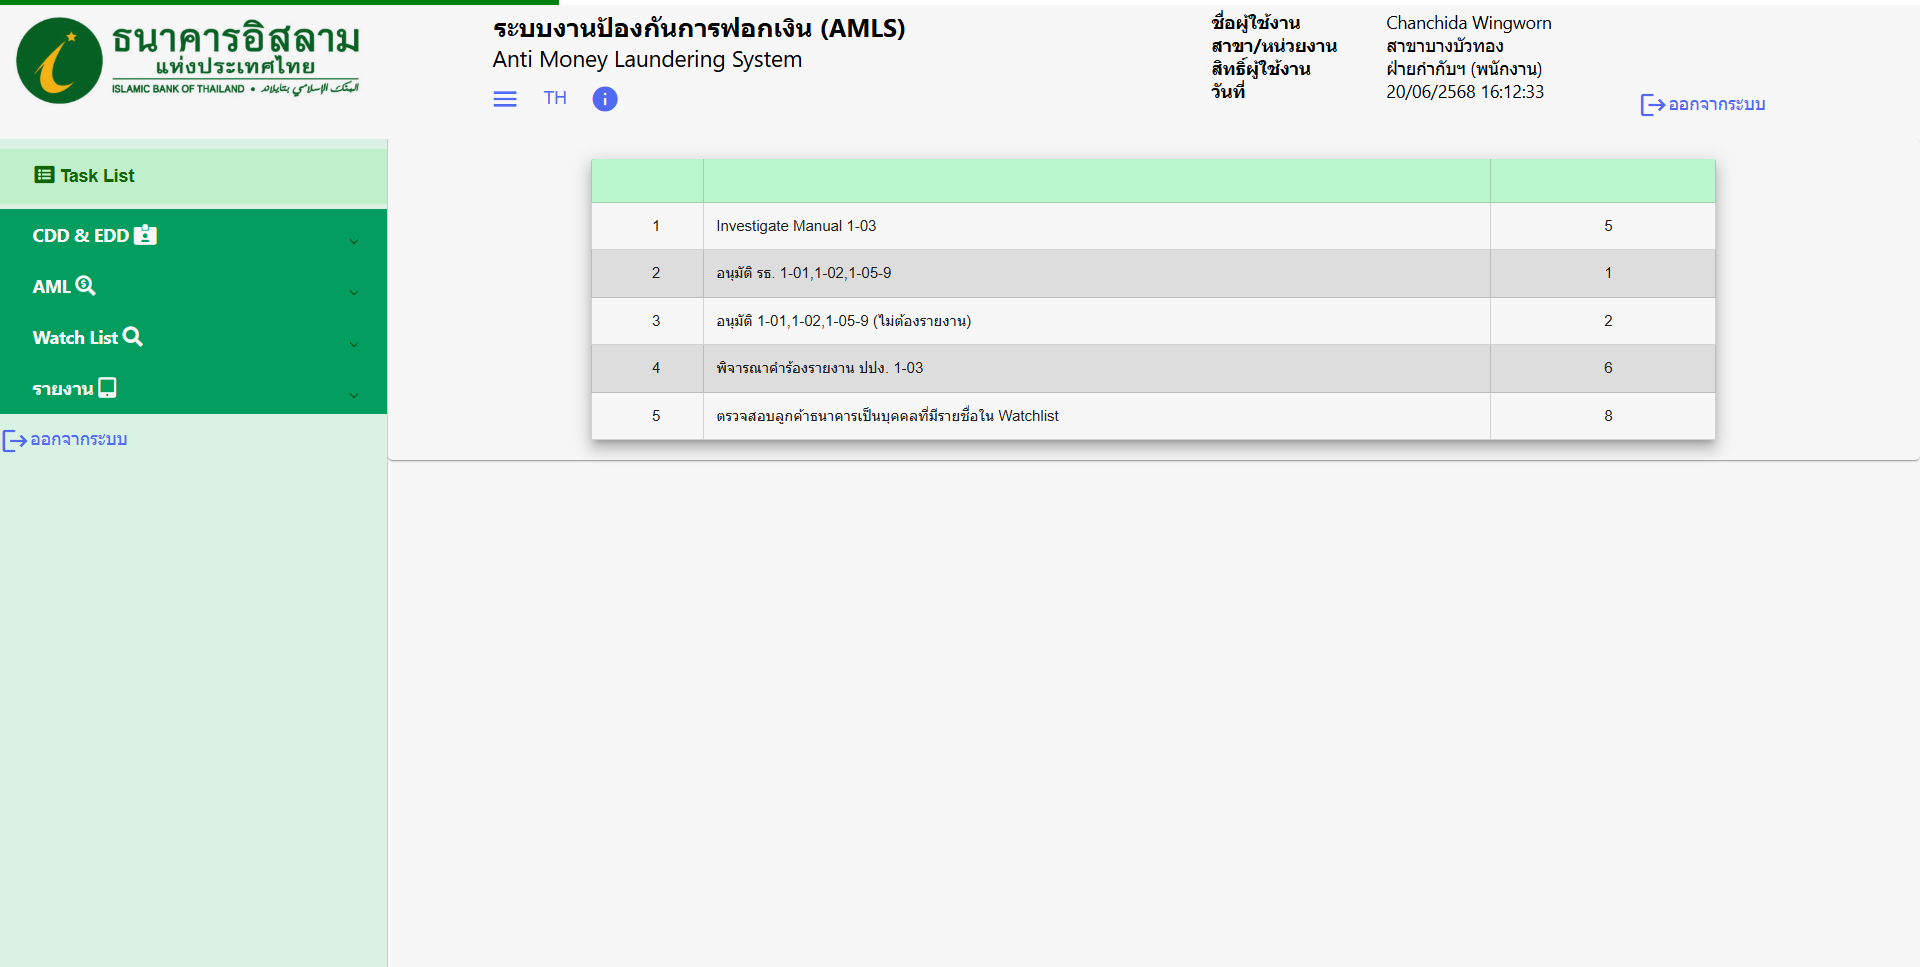 ธนาคารอิสลาม
แห่งประเทศไทย
ISLAMIC BANK OF THAILAND •
ระบบงานป้องกันการฟอกเงิน (AMLS)
Anti Money Laundering System
TH
ชื่อผู้ใช้งาน Chanchida Wingworn
สาขา/หน่วยงาน สาขาบางบัวทอง
สิทธิ์ผู้ใช้งาน ฝ่ายกำกับฯ (พนักงาน)
วันที่ 20/06/2568 16:12:33
ออกจากระบบ
Task List
CDD & EDD
AML
Watch List
รายงาน
ออกจากระบบ
1 Investigate Manual 1-03 5
2 อนุมัติ รธ. 1-01,1-02,1-05-9 1
3 อนุมัติ 1-01,1-02,1-05-9 (ไม่ต้องรายงาน) 2
4 พิจารณาคำร้องรายงาน ปปง. 1-03 6
5 ตรวจสอบลูกค้าธนาคารเป็นบุคคลที่มีรายชื่อใน Watchlist 8